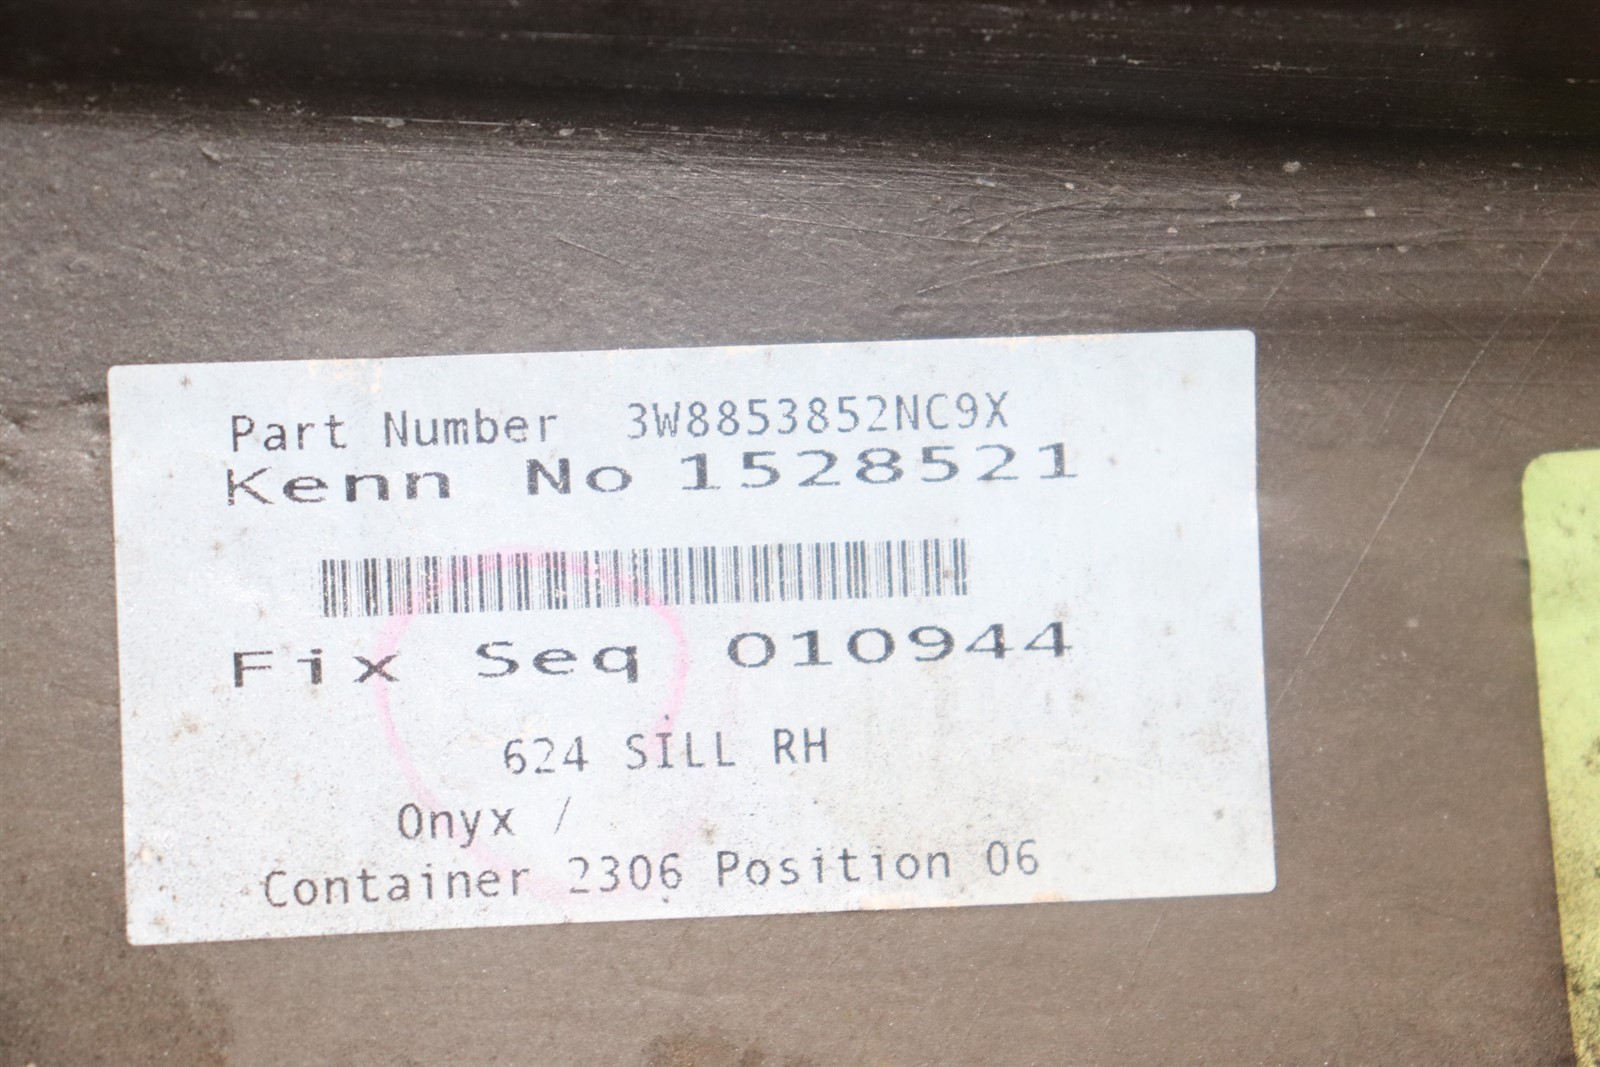 Part Number 3W8853852NC9X
Kenn No 1528521
Fix Seq 010944
624 SILL RH
Onyx /
Container 2306 Position 06